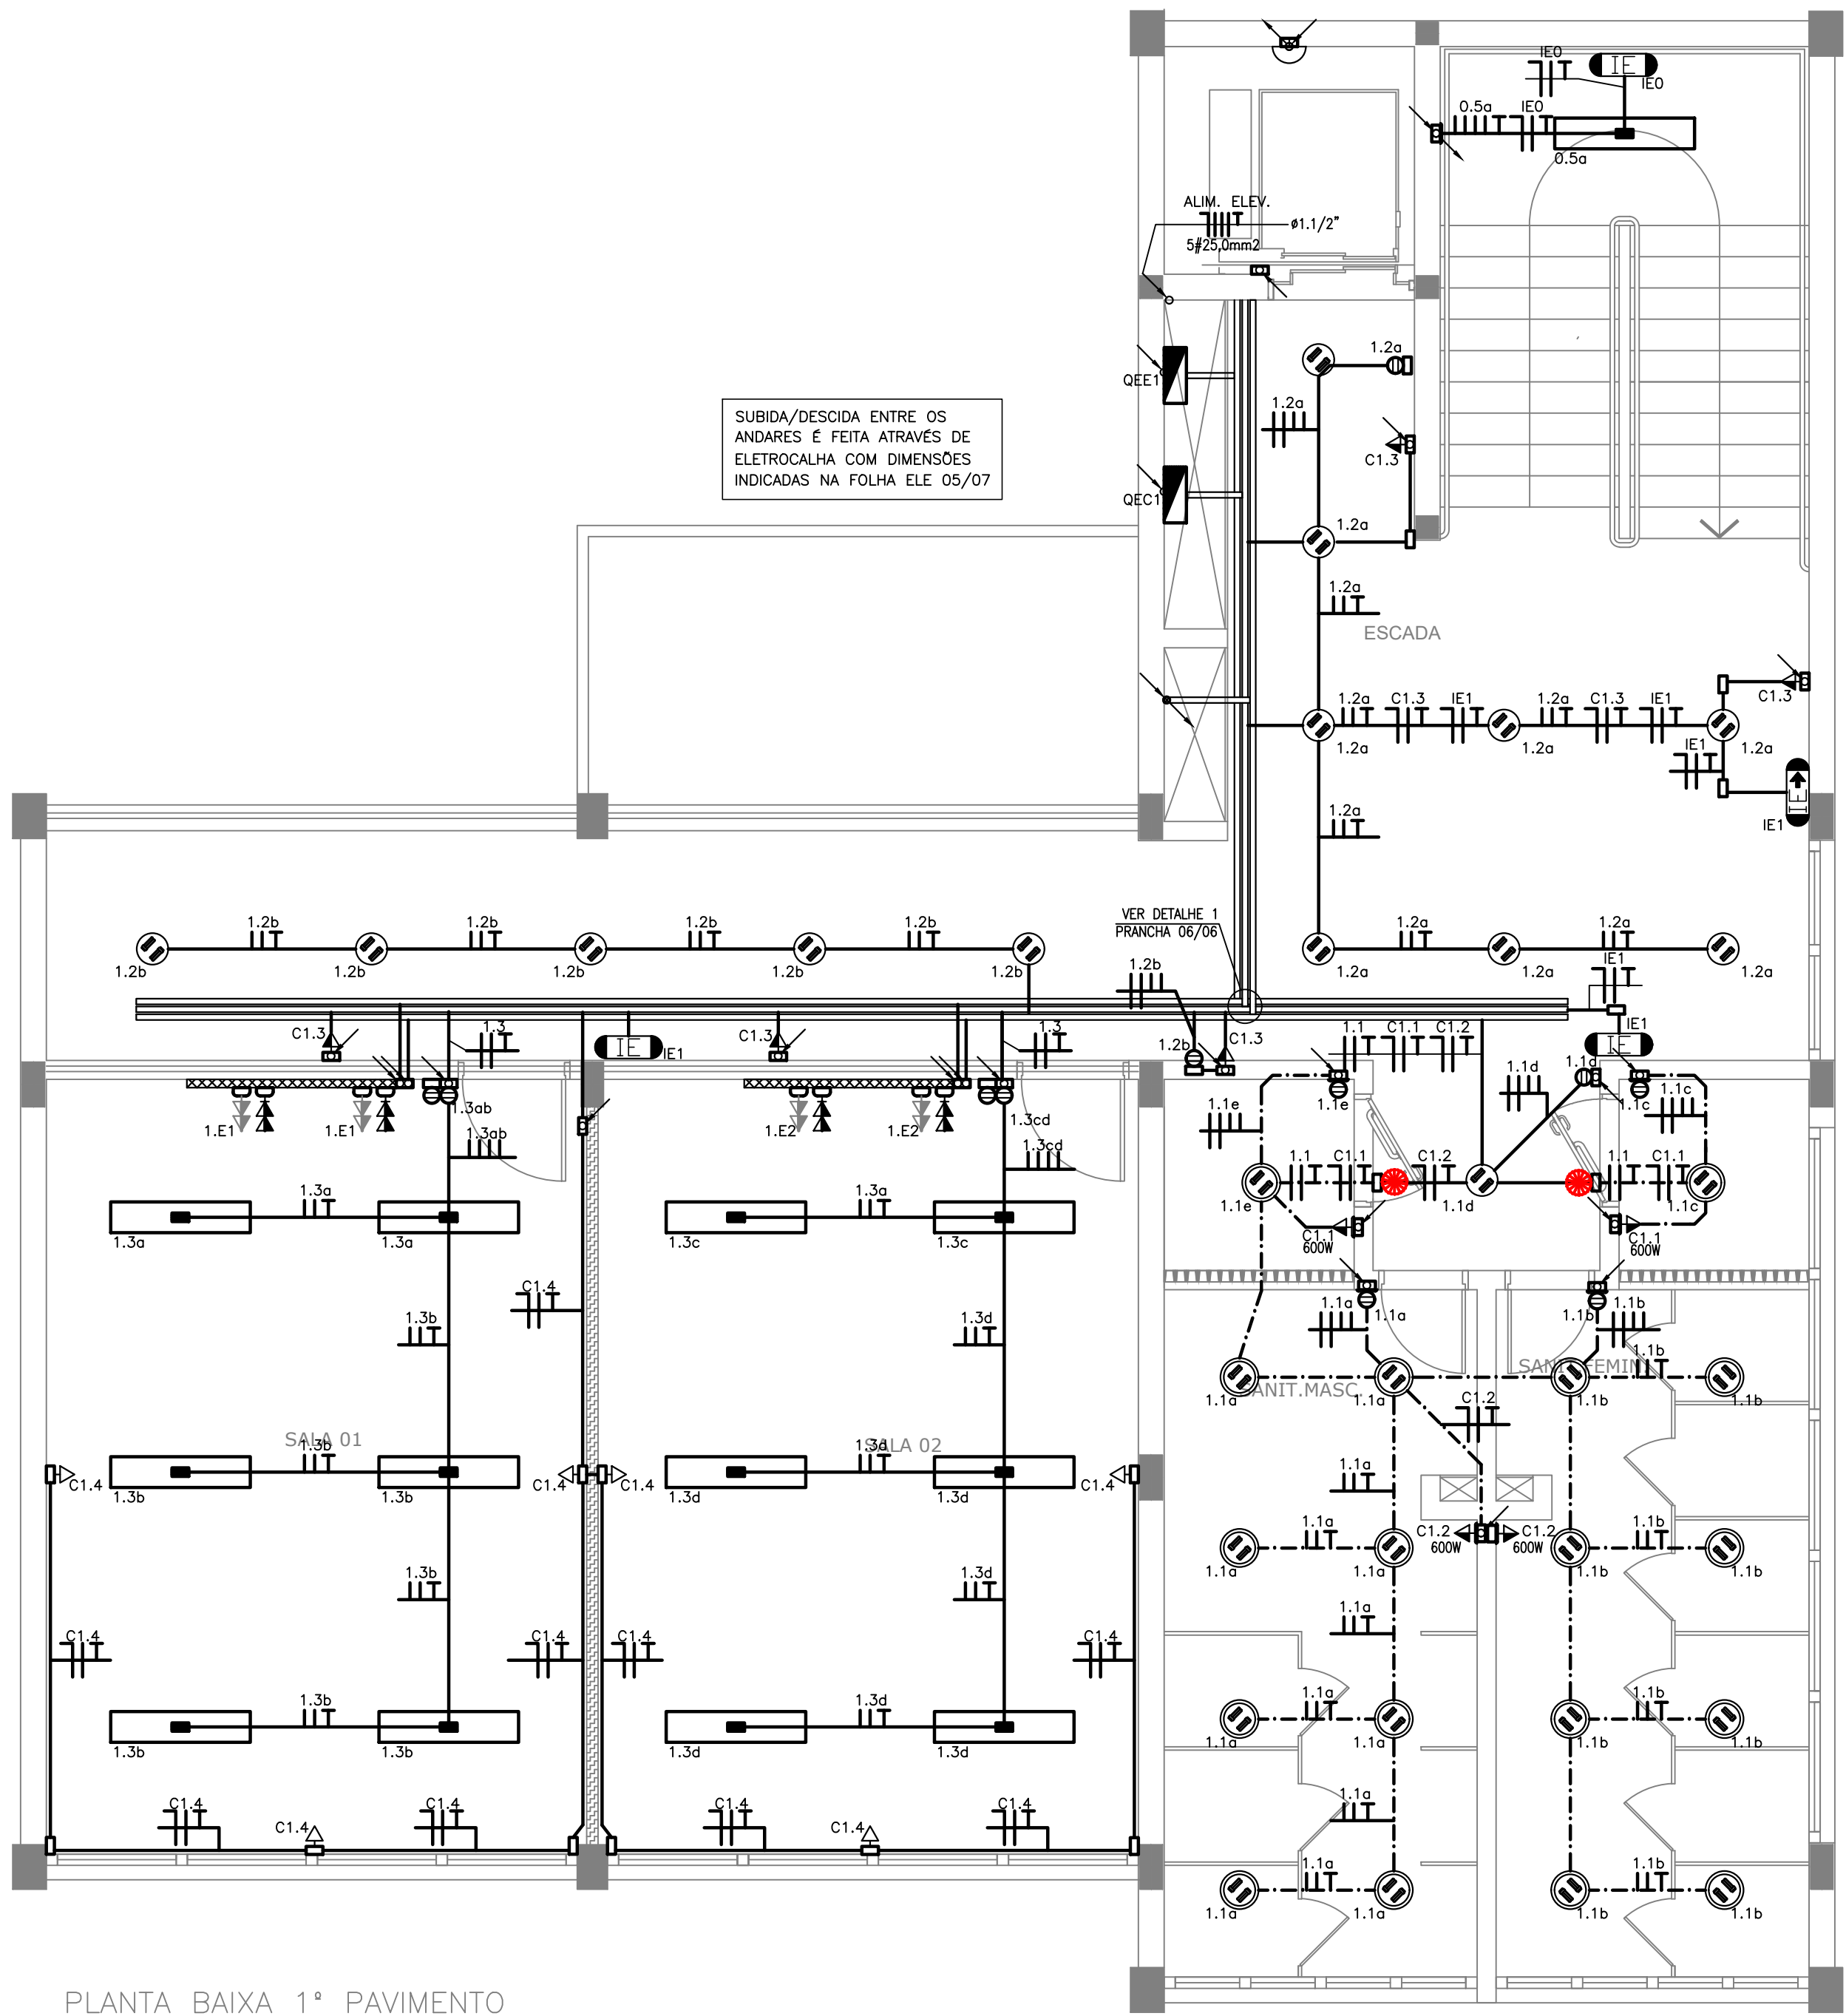 IE0
IE
IE0
0.5a
IE0
0.5a
ALIM. ELEV.
ø1.1/2"
5#25,0mm2
1.2a
QEE1
1.2a
SUBIDA/DESCIDA ENTRE OS
ANDARES É FEITA ATRAVÉS DE
ELETROCALHA COM DIMENSÕES
INDICADAS NA FOLHA ELE 05/07
C1.3
QEC1
1.2a
1.2a
ESCADA
C1.3
1.2a
C1.3
IE1
1.2a
C1.3
IE1
1.2a
1.2a
1.2a
IE1
IE
IE1
1.2a
1.2b
1.2b
1.2b
1.2b
VER DETALHE 1
PRANCHA 06/06
1.2a
1.2a
1.2b
1.2b
1.2b
1.2b
1.2b
1.2b
1.2a
1.2a
1.2a
IE1
C1.3
1.3
IE
IE1
C1.3
1.3
1.2b
C1.3
1.1
C1.1
C1.2
IE1
IE
1.1d
1.1d
1.E1
1.E1
1.3ab
1.3ab
1.E2
1.E2
1.3cd
1.3cd
1.1e
1.1e
1.1c
1.1c
1.1
C1.1
C1.2
1.1
C1.1
1.1e
1.1d
1.1c
1.3a
1.3a
1.3a
1.3a
1.3c
1.3c
C1.1
600W
C1.1
600W
C1.4
1.3b
1.3d
1.1a
1.1a
1.1b
1.1b
1.1b
SANIT.FEMIN.
SANIT.MASC.
1.1a
1.1a
1.1b
1.1b
C1.2
SALA 01
1.3b
SALA 02
1.3d
1.1a
C1.4
1.3b
1.3b
C1.4
C1.4
1.3d
1.3d
C1.4
C1.2
600W
C1.2
600W
1.1a
1.1b
1.1a
1.1a
1.1b
1.1b
1.3b
1.3d
1.1a
C1.4
C1.4
C1.4
C1.4
1.3b
1.3d
1.1a
1.1b
1.3b
1.3b
1.3d
1.3d
1.1a
1.1a
1.1b
1.1b
C1.4
C1.4
C1.4
C1.4
C1.4
C1.4
1.1a
1.1a
1.1b
1.1a
1.1a
1.1b
1.1b
PLANTA BAIXA 1º PAVIMENTO